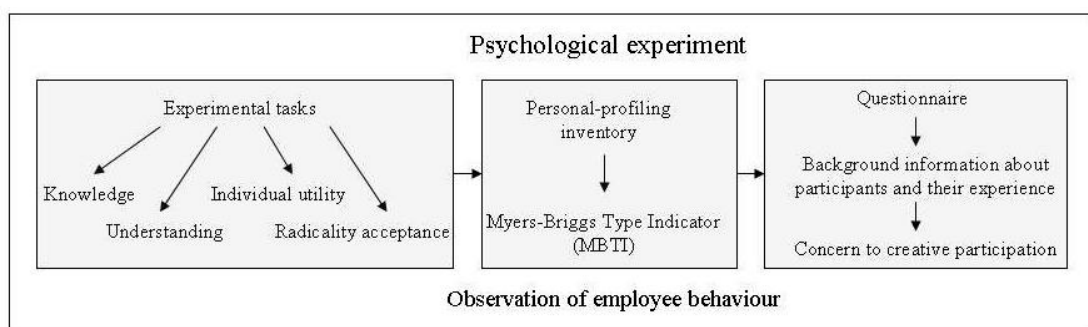 Psychological experiment
Experimental tasks
Knowledge
Individual utility
Understanding
Radicality acceptance
Personal-profiling
inventory
Myers-Briggs Type Indicator
(MBTI)
Questionnaire
Background information about
participants and their experience
Concern to creative participation
Observation of employee behaviour